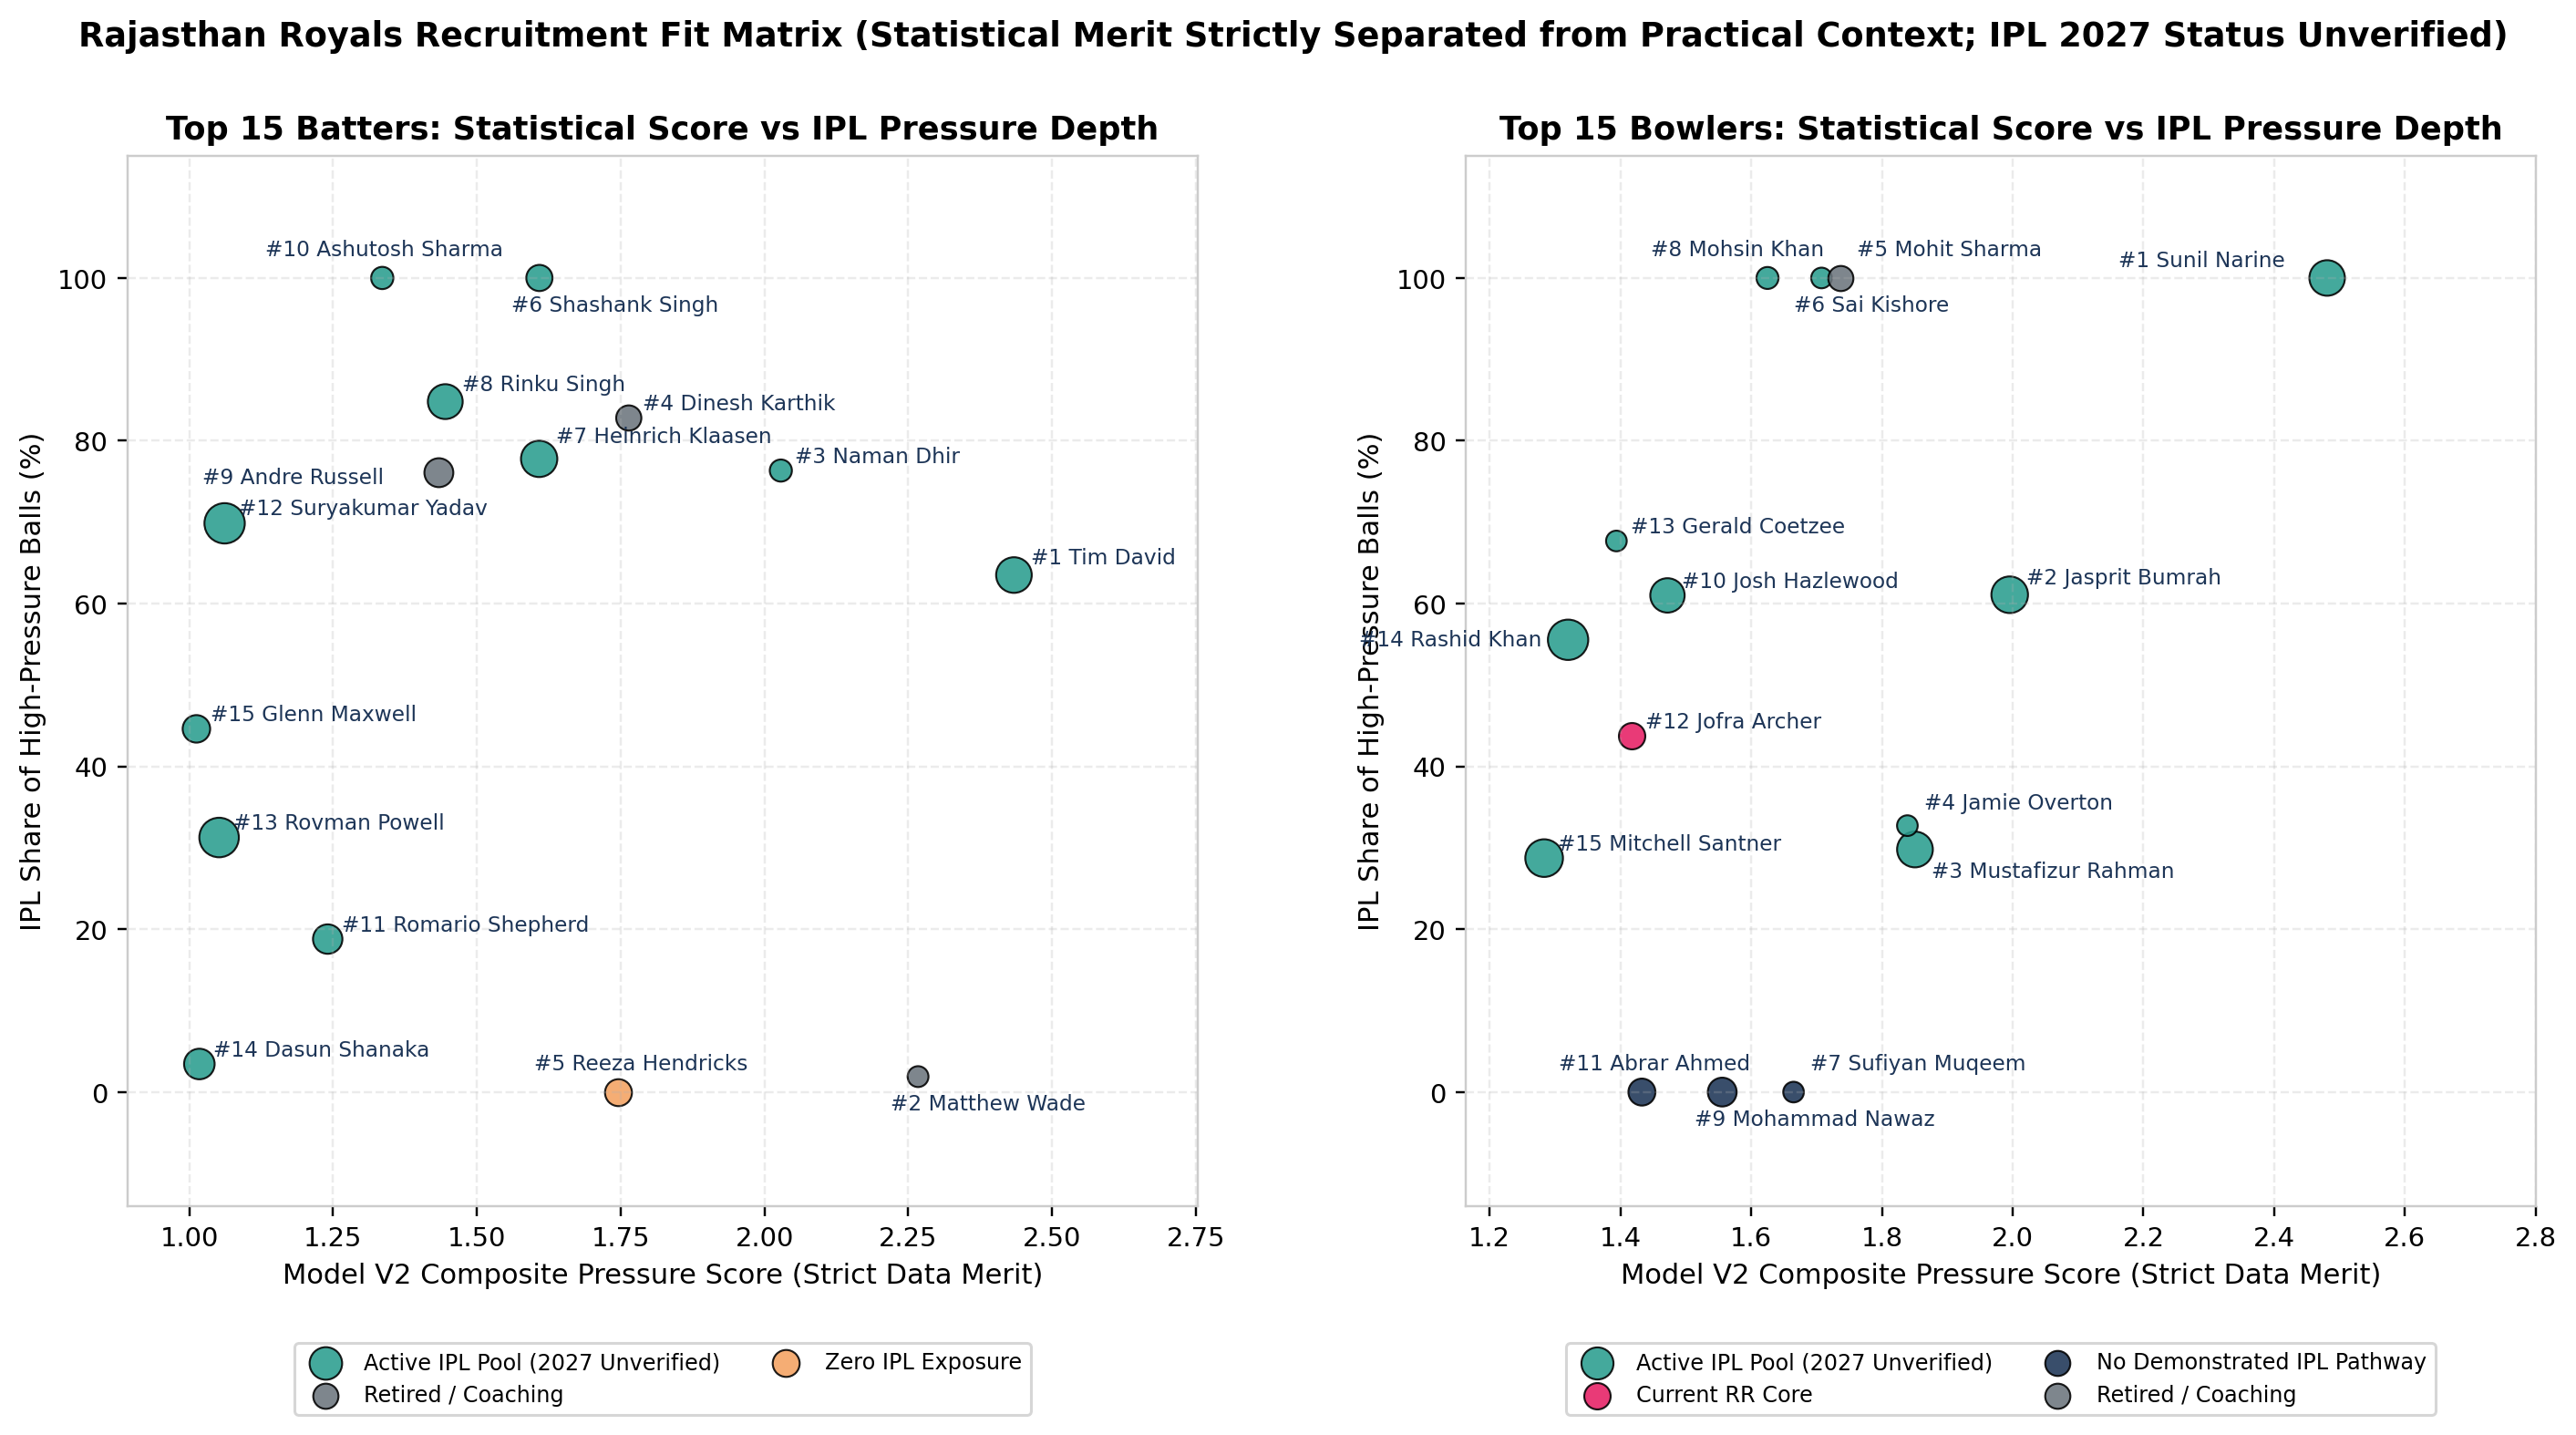 Rajasthan Royals Recruitment Fit Matrix (Statistical Merit Strictly Separated from Practical Context; IPL 2027 Status Unverified)
Top 15 Batters: Statistical Score vs IPL Pressure Depth
IPL Share of High-Pressure Balls (%)
100
80
60
40
20
0
#10 Ashutosh Sharma
#6 Shashank Singh
#8 Rinku Singh
#4 Dinesh Karthik
#7 Heinrich Klaasen
#3 Naman Dhir
#9 Andre Russell
#12 Suryakumar Yadav
#1 Tim David
#15 Glenn Maxwell
#13 Rovman Powell
#11 Romario Shepherd
#14 Dasun Shanaka
#5 Reeza Hendricks
#2 Matthew Wade
1.00 1.25 1.50 1.75 2.00 2.25 2.50 2.75
Model V2 Composite Pressure Score (Strict Data Merit)
Active IPL Pool (2027 Unverified)
Retired / Coaching
Zero IPL Exposure
Top 15 Bowlers: Statistical Score vs IPL Pressure Depth
IPL Share of High-Pressure Balls (%)
100
80
60
40
20
0
#8 Mohsin Khan
#5 Mohit Sharma
#1 Sunil Narine
#6 Sai Kishore
#13 Gerald Coetzee
#10 Josh Hazlewood
#2 Jasprit Bumrah
#14 Rashid Khan
#12 Jofra Archer
#4 Jamie Overton
#15 Mitchell Santner
#3 Mustafizur Rahman
#11 Abrar Ahmed
#7 Sufiyan Muqeem
#9 Mohammad Nawaz
1.2 1.4 1.6 1.8 2.0 2.2 2.4 2.6 2.8
Model V2 Composite Pressure Score (Strict Data Merit)
Active IPL Pool (2027 Unverified)
Current RR Core
No Demonstrated IPL Pathway
Retired / Coaching